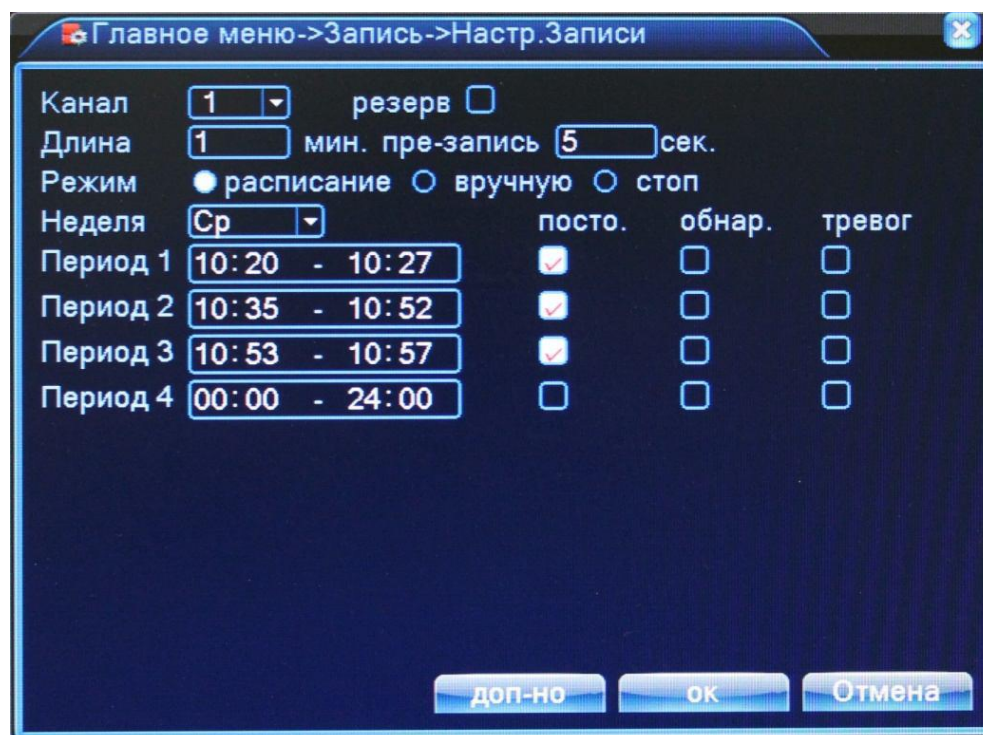 Главное меню->Запись->Настр.Записи
Канал 1 резерв
Длина 1 мин. пре-запись 5 сек.
Режим расписание вручную стоп
Неделя Ср посто. обнар. тревог
Период 1 10:20 - 10:27
Период 2 10:35 - 10:52
Период 3 10:53 - 10:57
Период 4 00:00 - 24:00
доп-но ок Отмена